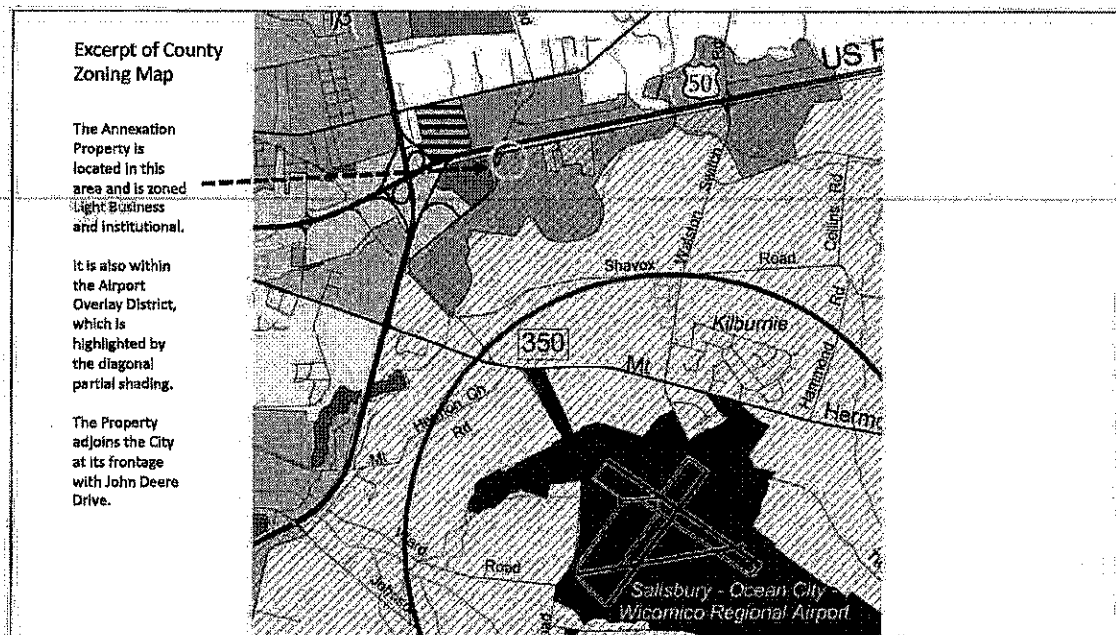 Excerpt of County
Zoning Map
The Annexation
Property is
located in this
area and is zoned
Light Business
and Institutional.
It is also within
the Airport
Overlay District,
which is
highlighted by
the diagonal
partial shading.
The Property
adjoins the City
at its frontage
with John Deere
Drive.
13
US
50
Walston
Switch
Collins Rd
Shavox
Road
Kilburnie
350
Mt
Hammond
Rd
Hermo
Rd
Mt
Road
Salisbury - Ocean City -
Wicomico Regional Airport